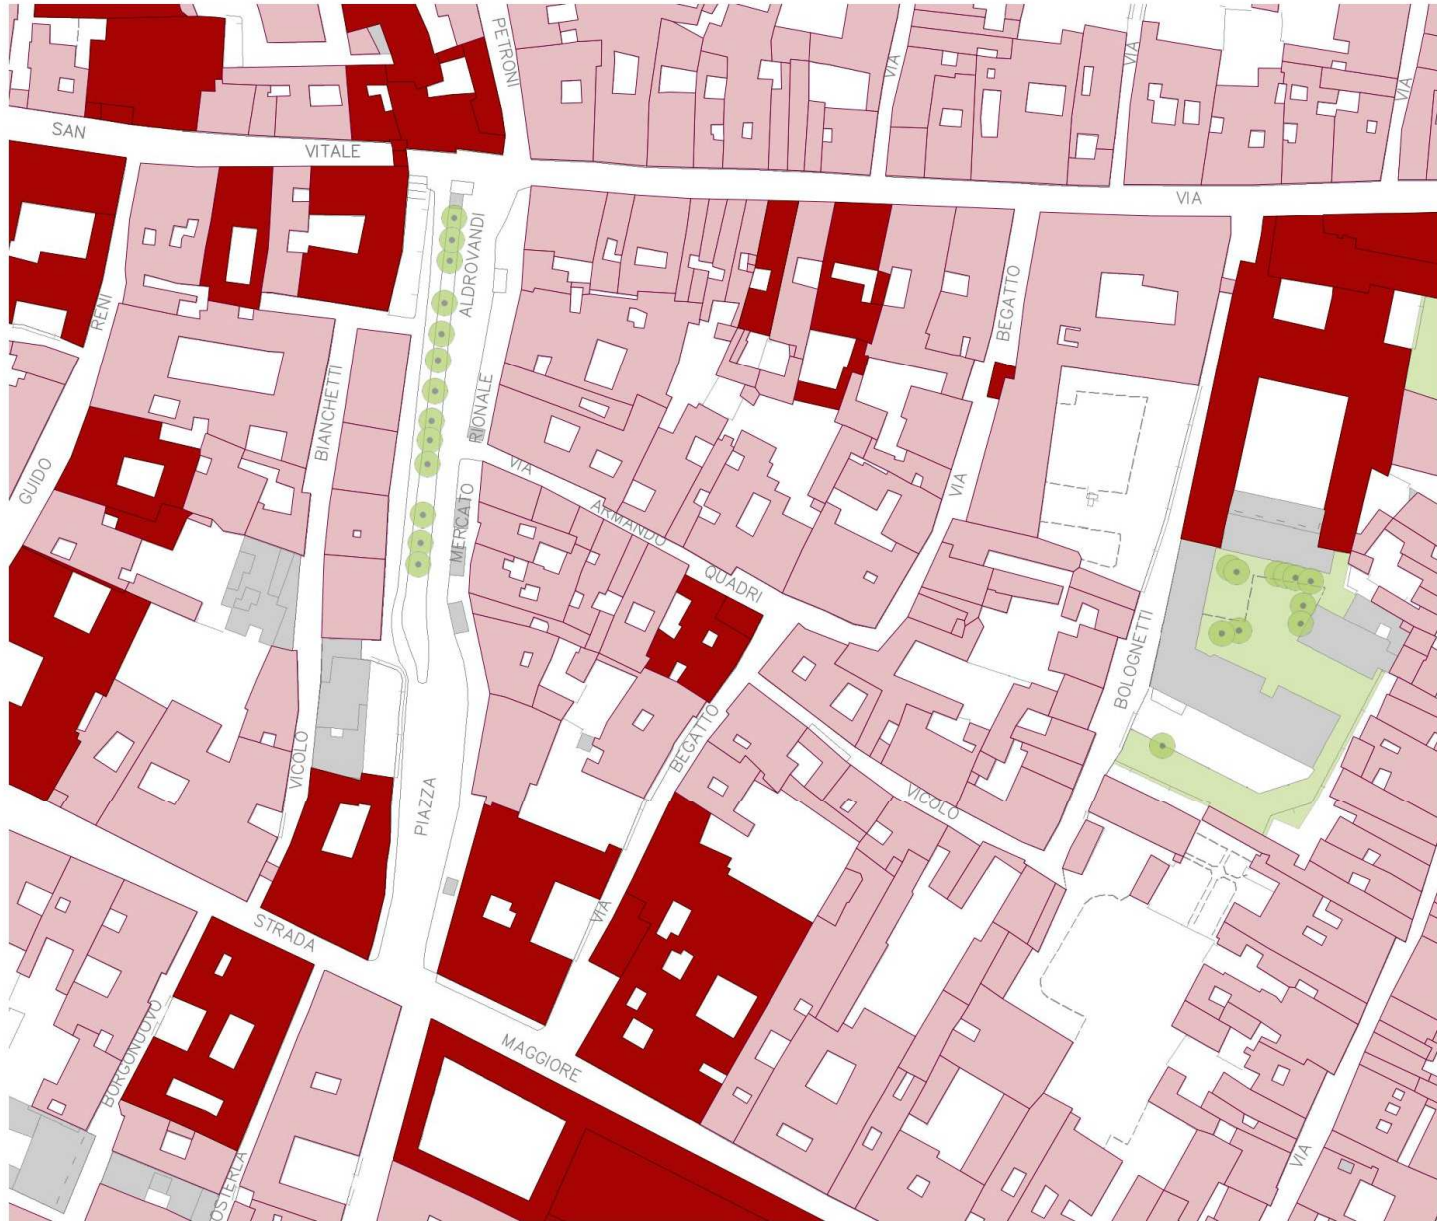 PETRONI
VIA
VIA
VIA
SAN
VITALE
VIA
ALDROVANDI
BEGATTO
RENI
RIONALE
BIANCHETTI
GUIDO
VIA
VIA
MERCATO
ARMANDO
QUADRI
BOLOGNETTI
BEGATTO
VICOLO
PIAZZA
VICOLO
VIA
STRADA
MAGGIORE
BORGONUOVO
VIA
POSTERLA